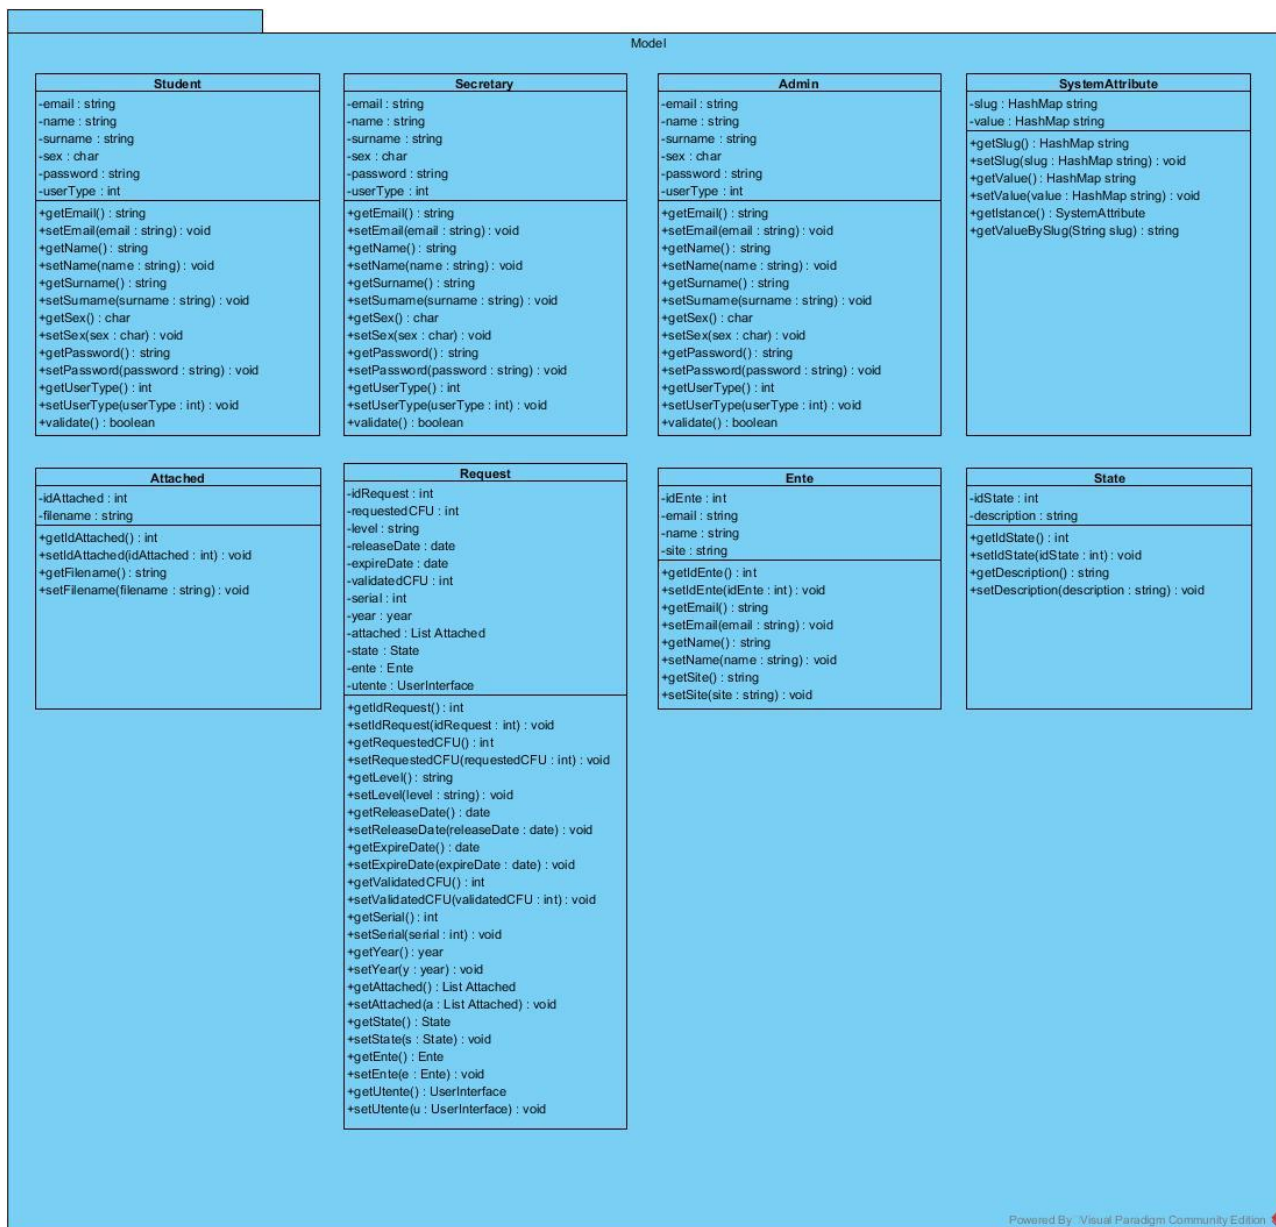 Model
Student
-email : string
-name : string
-surname : string
-sex : char
-password : string
-userType : int
+getEmail() : string
+setEmail(email : string) : void
+getName() : string
+setName(name : string) : void
+getSurname() : string
+setSurname(surname : string) : void
+getSex() : char
+setSex(sex : char) : void
+getPassword() : string
+setPassword(password : string) : void
+getUserType() : int
+setUserType(userType : int) : void
+validate() : boolean
Secretary
-email : string
-name : string
-surname : string
-sex : char
-password : string
-userType : int
+getEmail() : string
+setEmail(email : string) : void
+getName() : string
+setName(name : string) : void
+getSurname() : string
+setSurname(surname : string) : void
+getSex() : char
+setSex(sex : char) : void
+getPassword() : string
+setPassword(password : string) : void
+getUserType() : int
+setUserType(userType : int) : void
+validate() : boolean
Admin
-email : string
-name : string
-surname : string
-sex : char
-password : string
-userType : int
+getEmail() : string
+setEmail(email : string) : void
+getName() : string
+setName(name : string) : void
+getSurname() : string
+setSurname(surname : string) : void
+getSex() : char
+setSex(sex : char) : void
+getPassword() : string
+setPassword(password : string) : void
+getUserType() : int
+setUserType(userType : int) : void
+validate() : boolean
SystemAttribute
-slug : HashMap string
-value : HashMap string
+getSlug() : HashMap string
+setSlug(slug : HashMap string) : void
+getValue() : HashMap string
+setValue(value : HashMap string) : void
+getIstance() : SystemAttribute
+getValueBySlug(String slug) : string
Attached
-idAttached : int
-filename : string
+getIdAttached() : int
+setIdAttached(idAttached : int) : void
+getFilename() : string
+setFilename(filename : string) : void
Request
-idRequest : int
-requestedCFU : int
-level : string
-releaseDate : date
-expireDate : date
-validatedCFU : int
-serial : int
-year : year
-attached : List Attached
-state : State
-ente : Ente
-utente : UserInterface
+getIdRequest() : int
+setIdRequest(idRequest : int) : void
+getRequestedCFU() : int
+setRequestedCFU(requestedCFU : int) : void
+getLevel() : string
+setLevel(level : string) : void
+getReleaseDate() : date
+setReleaseDate(releaseDate : date) : void
+getExpireDate() : date
+setExpireDate(expireDate : date) : void
+getValidatedCFU() : int
+setValidatedCFU(validatedCFU : int) : void
+getSerial() : int
+setSerial(serial : int) : void
+getYear() : year
+setYear(y : year) : void
+getAttached() : List Attached
+setAttached(a : List Attached) : void
+getState() : State
+setState(s : State) : void
+getEnte() : Ente
+setEnte(e : Ente) : void
+getUtente() : UserInterface
+setUtente(u : UserInterface) : void
Ente
-idEnte : int
-email : string
-name : string
-site : string
+getIdEnte() : int
+setIdEnte(idEnte : int) : void
+getEmail() : string
+setEmail(email : string) : void
+getName() : string
+setName(name : string) : void
+getSite() : string
+setSite(site : string) : void
State
-idState : int
-description : string
+getIdState() : int
+setIdState(idState : int) : void
+getDescription() : string
+setDescription(description : string) : void
Powered By Visual Paradigm Community Edition